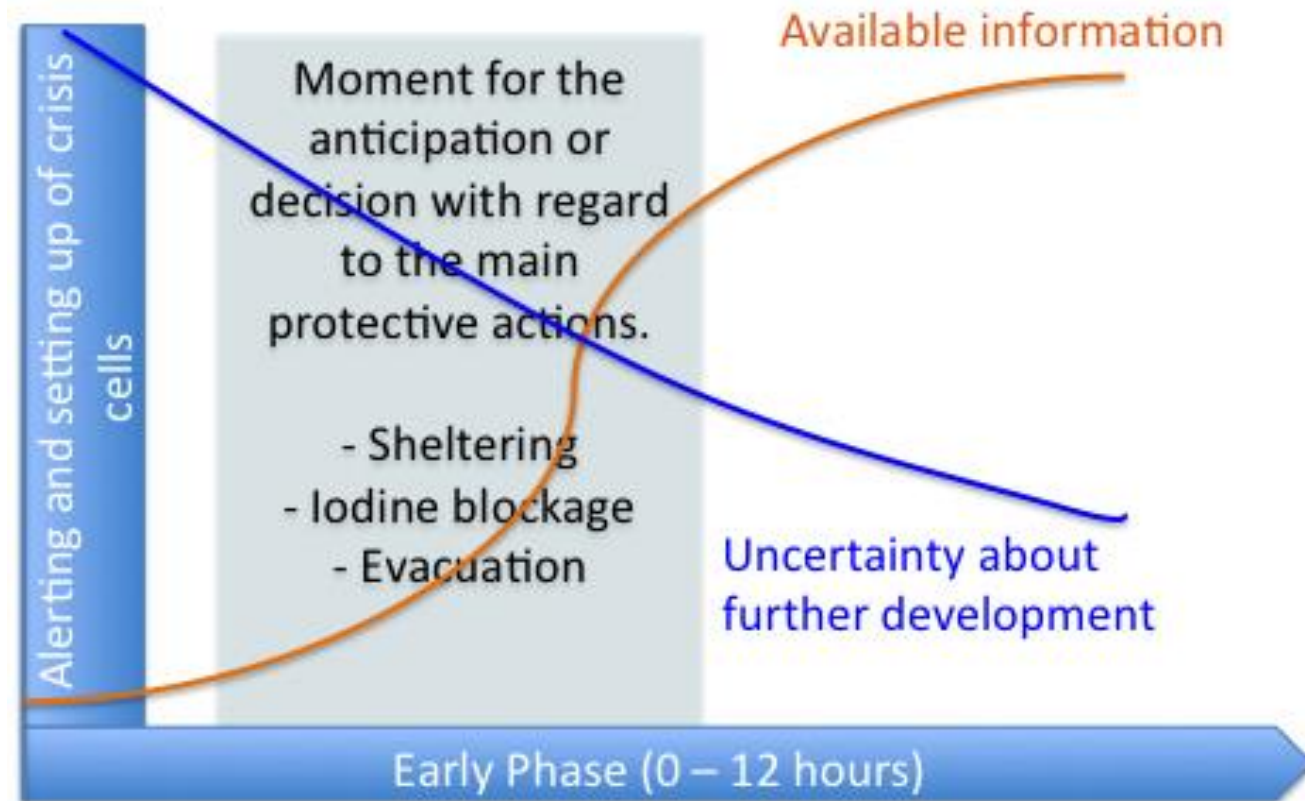 Alerting and setting up of crisis
cells
Moment for the
anticipation or
decision with regard
to the main
protective actions.
- Sheltering
- Iodine blockage
- Evacuation
Available information
Uncertainty about
further development
Early Phase (0 – 12 hours)